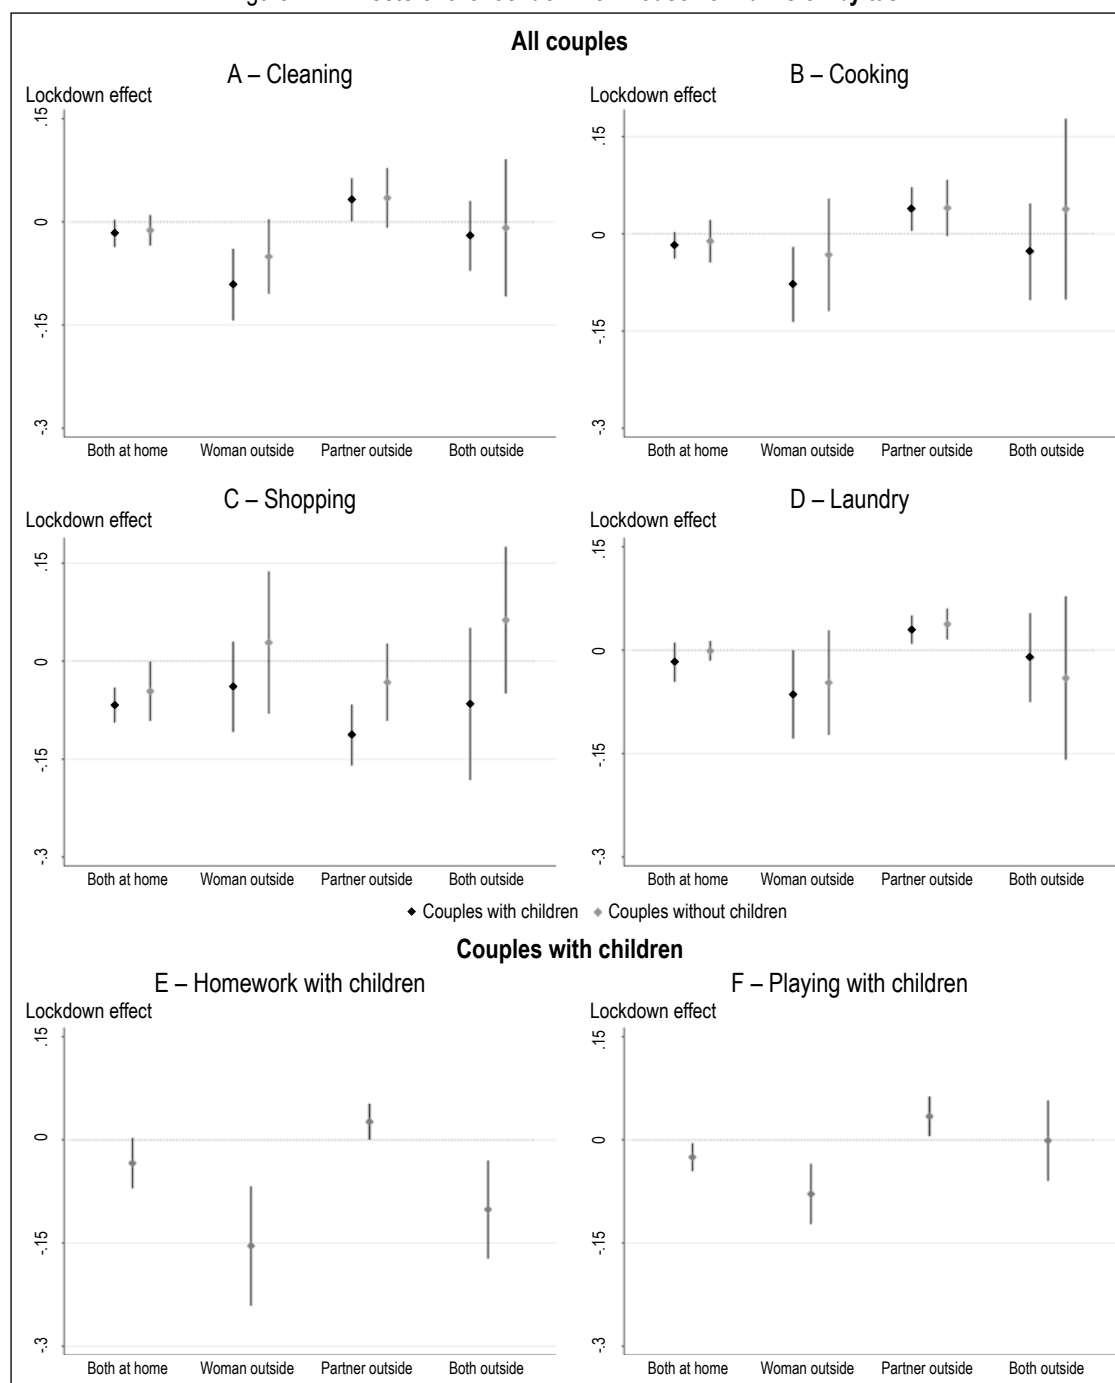 All couples
A – Cleaning
B – Cooking
Lockdown effect
Lockdown effect
.15
0
-.15
-.3
.15
0
-.15
-.3
Both at home Woman outside Partner outside Both outside
Both at home Woman outside Partner outside Both outside
C – Shopping
D – Laundry
Lockdown effect
Lockdown effect
.15
0
-.15
-.3
.15
0
-.15
-.3
Both at home Woman outside Partner outside Both outside
Both at home Woman outside Partner outside Both outside
Couples with children Couples without children
Couples with children
E – Homework with children
F – Playing with children
Lockdown effect
Lockdown effect
.15
0
-.15
-.3
.15
0
-.15
-.3
Both at home Woman outside Partner outside Both outside
Both at home Woman outside Partner outside Both outside